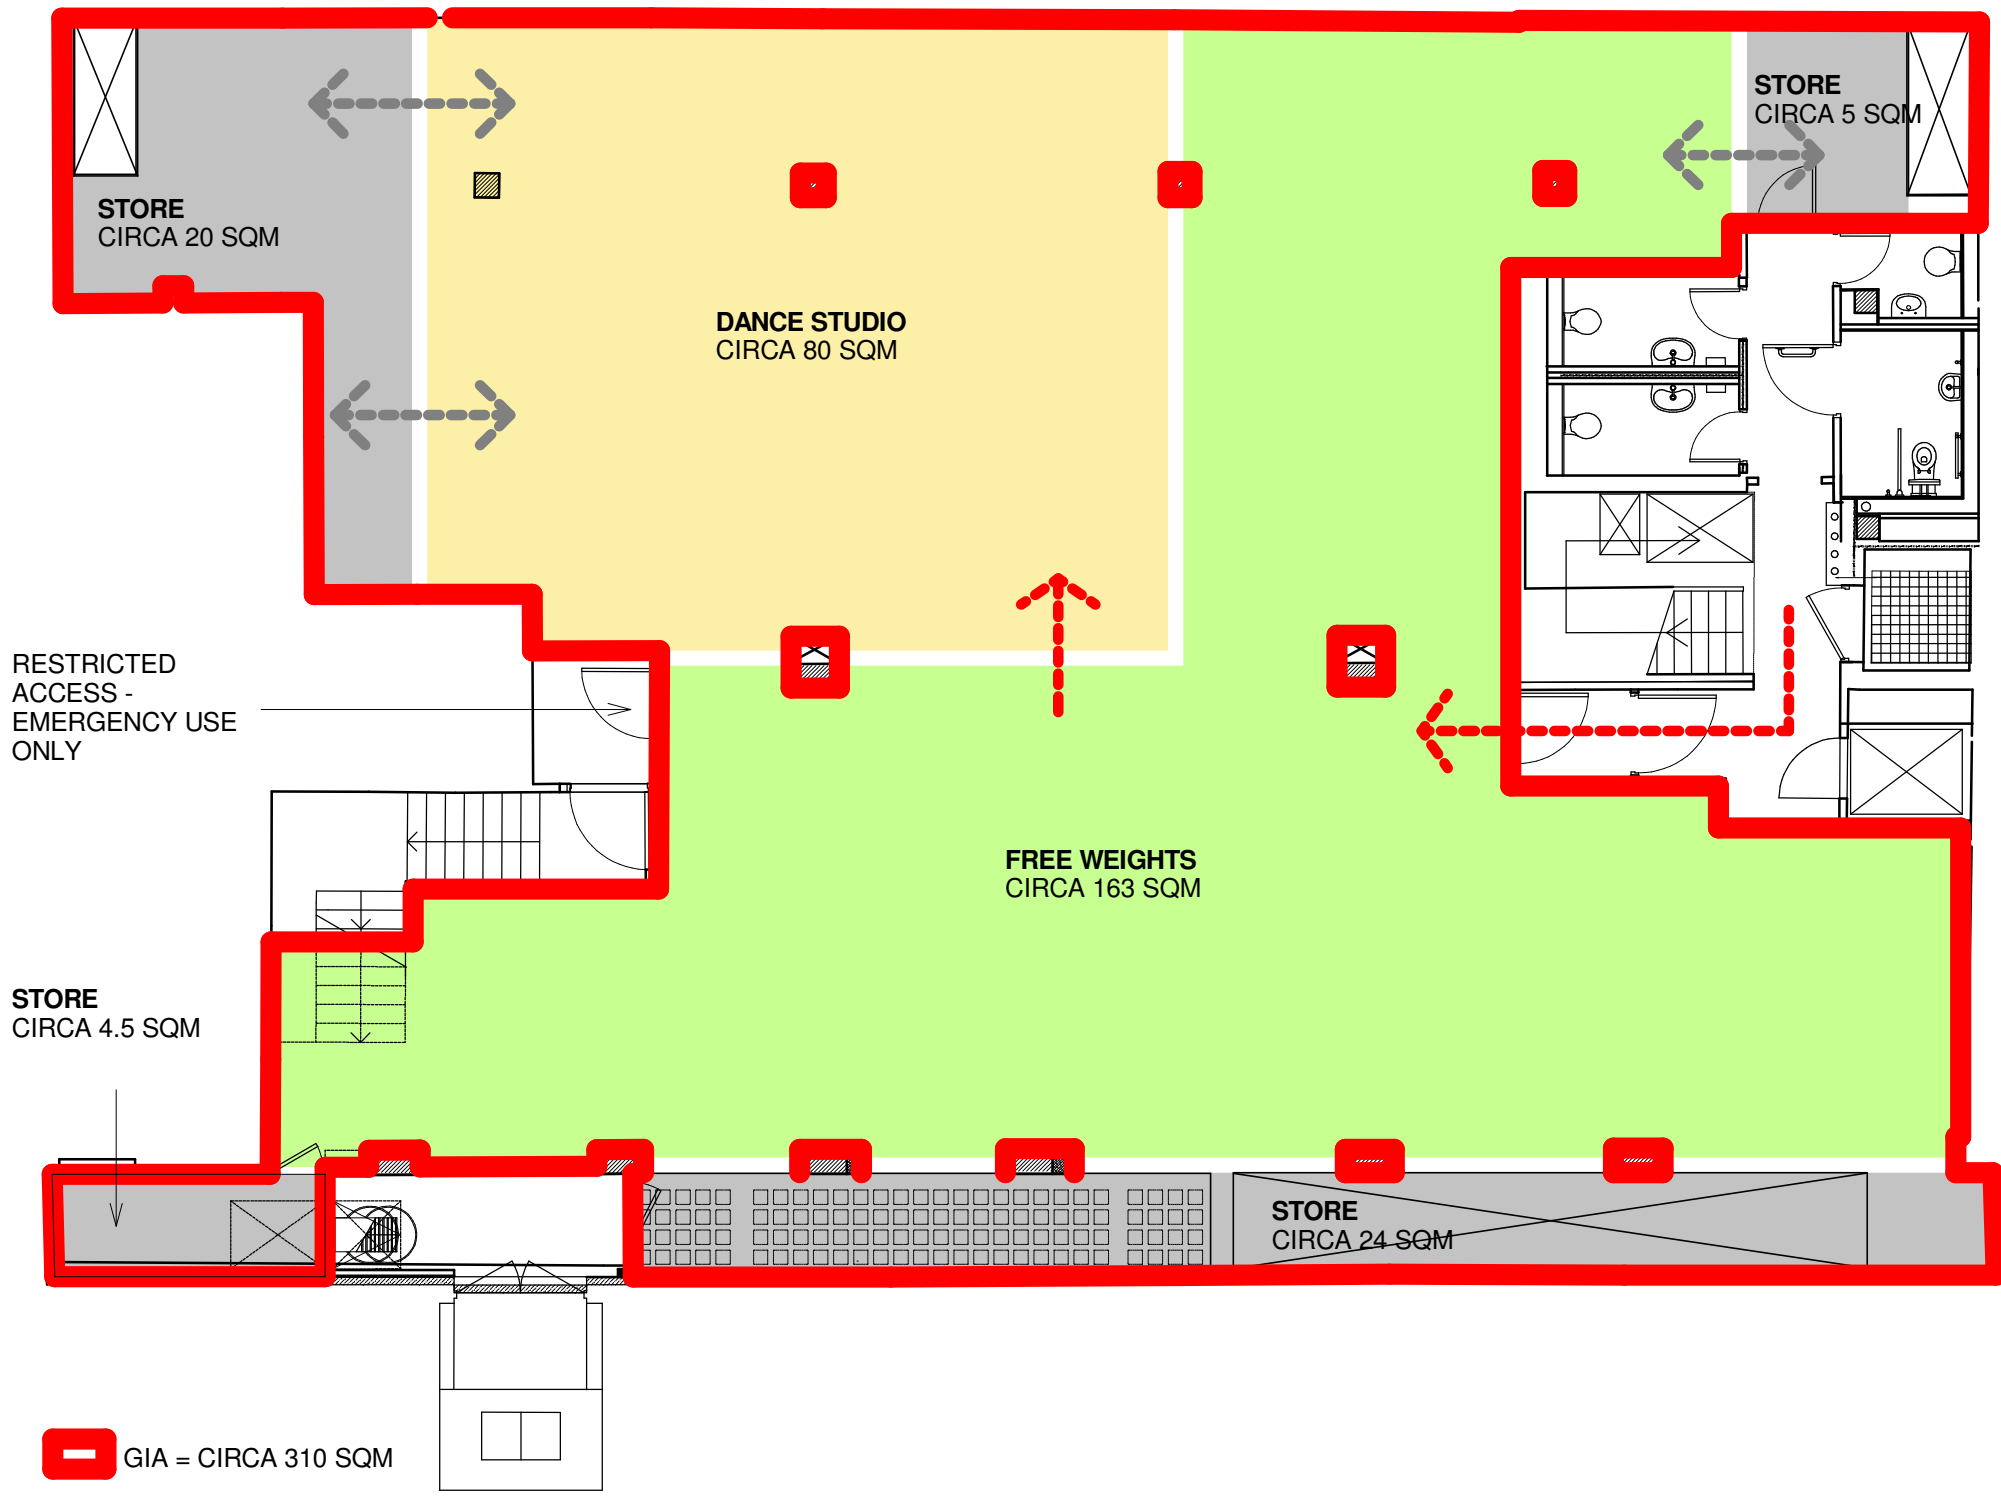 STORE
CIRCA 5 SQM
STORE
CIRCA 20 SQM
DANCE STUDIO
CIRCA 80 SQM
RESTRICTED
ACCESS -
EMERGENCY USE
ONLY
FREE WEIGHTS
CIRCA 163 SQM
STORE
CIRCA 4.5 SQM
STORE
CIRCA 24 SQM
GIA = CIRCA 310 SQM